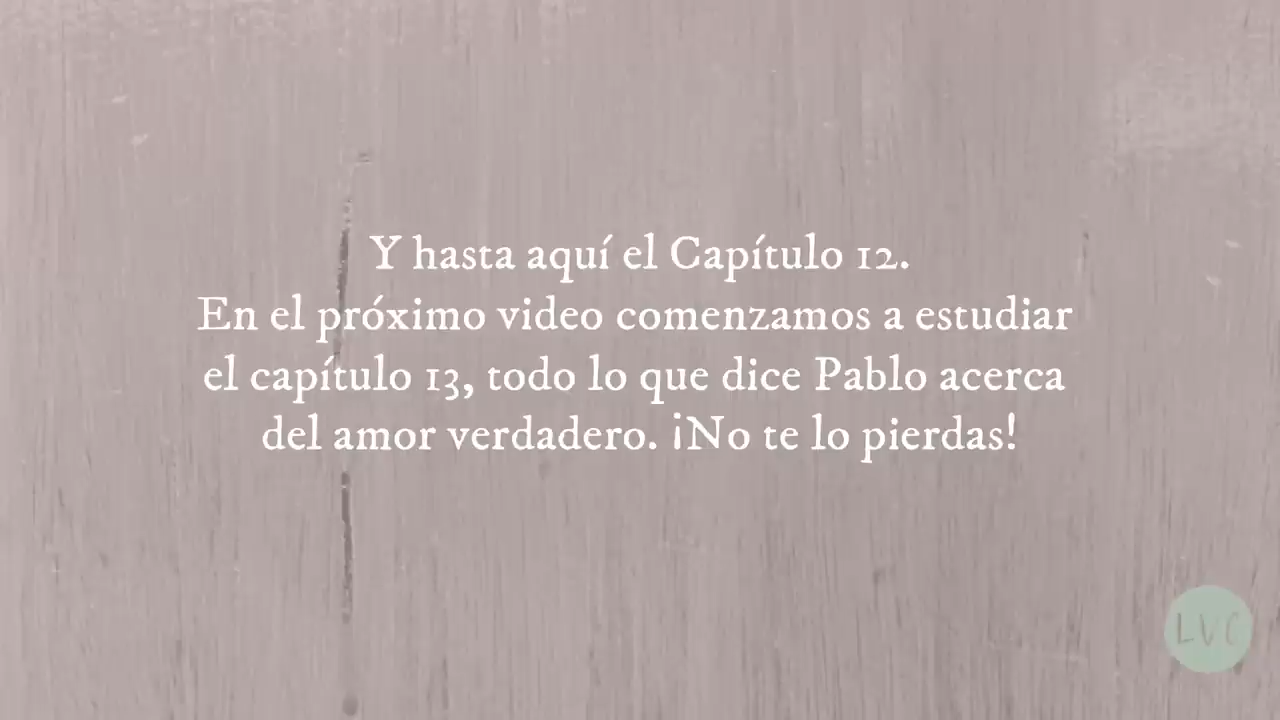 Y hasta aquí el Capítulo 12.
En el próximo video comenzamos a estudiar
el capítulo 13, todo lo que dice Pablo acerca
del amor verdadero. ¡No te lo pierdas!
LVC